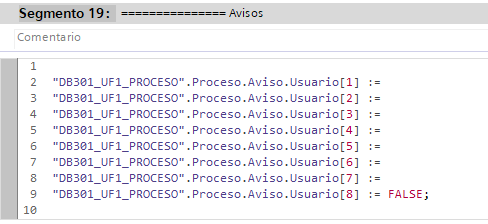 Segmento 19: =============== Avisos
Comentario
1
2 "DB301_UF1_PROCESO".Proceso.Aviso.Usuario[1] :=
3 "DB301_UF1_PROCESO".Proceso.Aviso.Usuario[2] :=
4 "DB301_UF1_PROCESO".Proceso.Aviso.Usuario[3] :=
5 "DB301_UF1_PROCESO".Proceso.Aviso.Usuario[4] :=
6 "DB301_UF1_PROCESO".Proceso.Aviso.Usuario[5] :=
7 "DB301_UF1_PROCESO".Proceso.Aviso.Usuario[6] :=
8 "DB301_UF1_PROCESO".Proceso.Aviso.Usuario[7] :=
9 "DB301_UF1_PROCESO".Proceso.Aviso.Usuario[8] := FALSE;
10